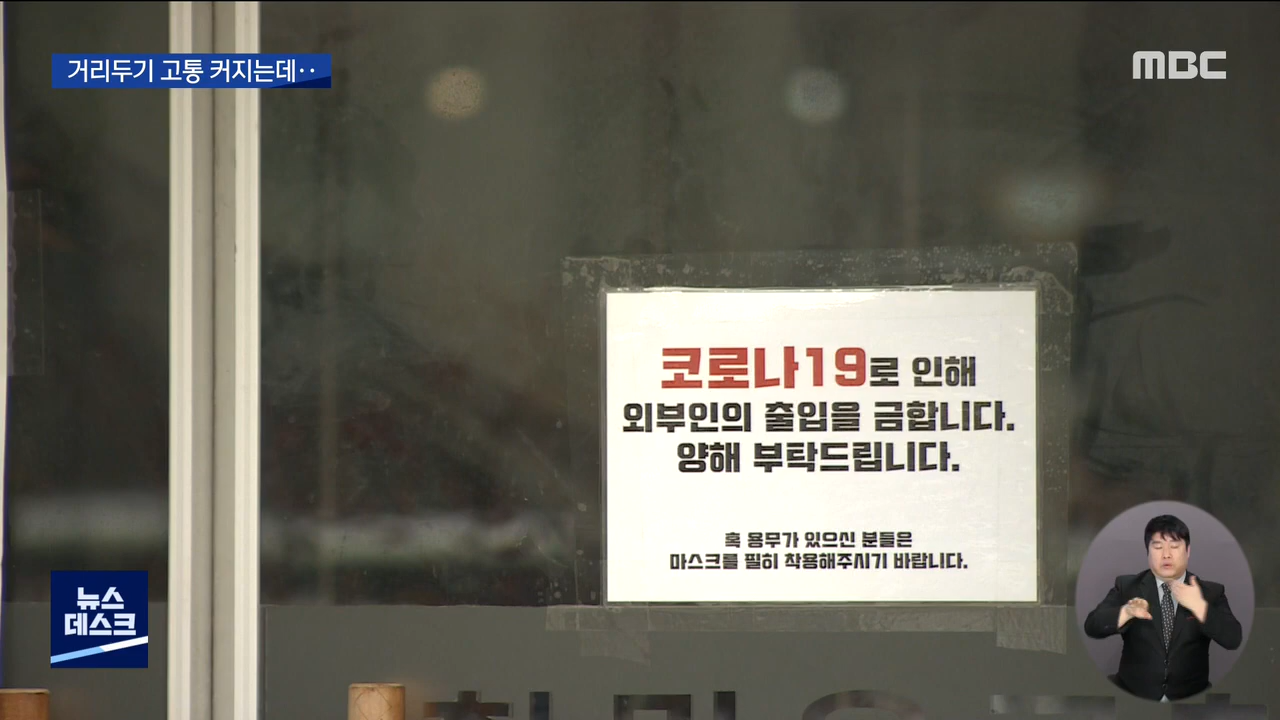 거리두기 고통 커지는데··
MBC
코로나19로 인해
외부인의 출입을 금합니다.
양해 부탁드립니다.
혹 용무가 있으신 분들은
마스크를 필히 착용해주시기 바랍니다.
뉴스
데스크